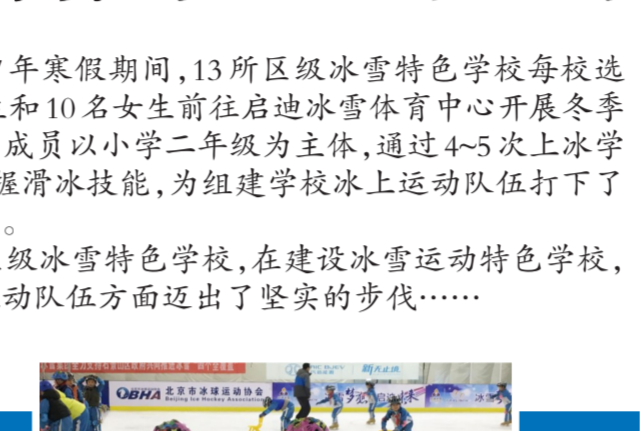 年寒假期间,13所区级冰雪特色学校每校选
和10名女生前往启迪冰雪体育中心开展冬季
成员以小学二年级为主体,通过4~5次上冰学
握滑冰技能,为组建学校冰上运动队伍打下了
。
级冰雪特色学校,在建设冰雪运动特色学校,
动队伍方面迈出了坚实的步伐……
BHA 北京市冰球运动协会
Beijing Ice Hockey Association